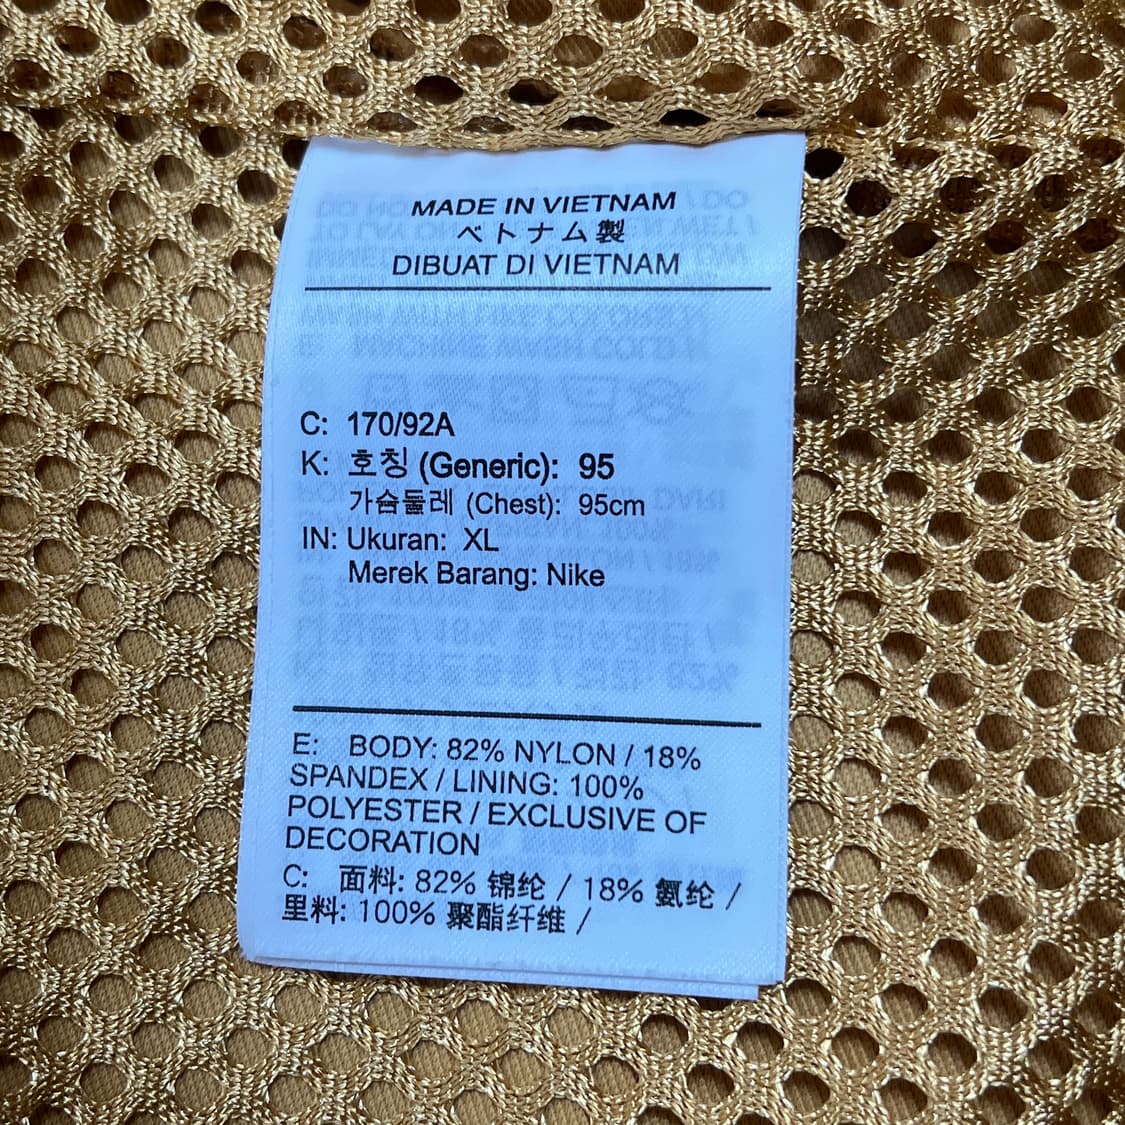 MADE IN VIETNAM
ベトナム製
DIBUAT DI VIETNAM
C: 170/92A
K: 호칭 (Generic): 95
가슴둘레 (Chest): 95cm
IN: Ukuran: XL
Merek Barang: Nike
E: BODY: 82% NYLON / 18%
SPANDEX / LINING: 100%
POLYESTER / EXCLUSIVE OF
DECORATION
C: 面料: 82% 锦纶 / 18% 氨纶 /
里料: 100% 聚酯纤维 /